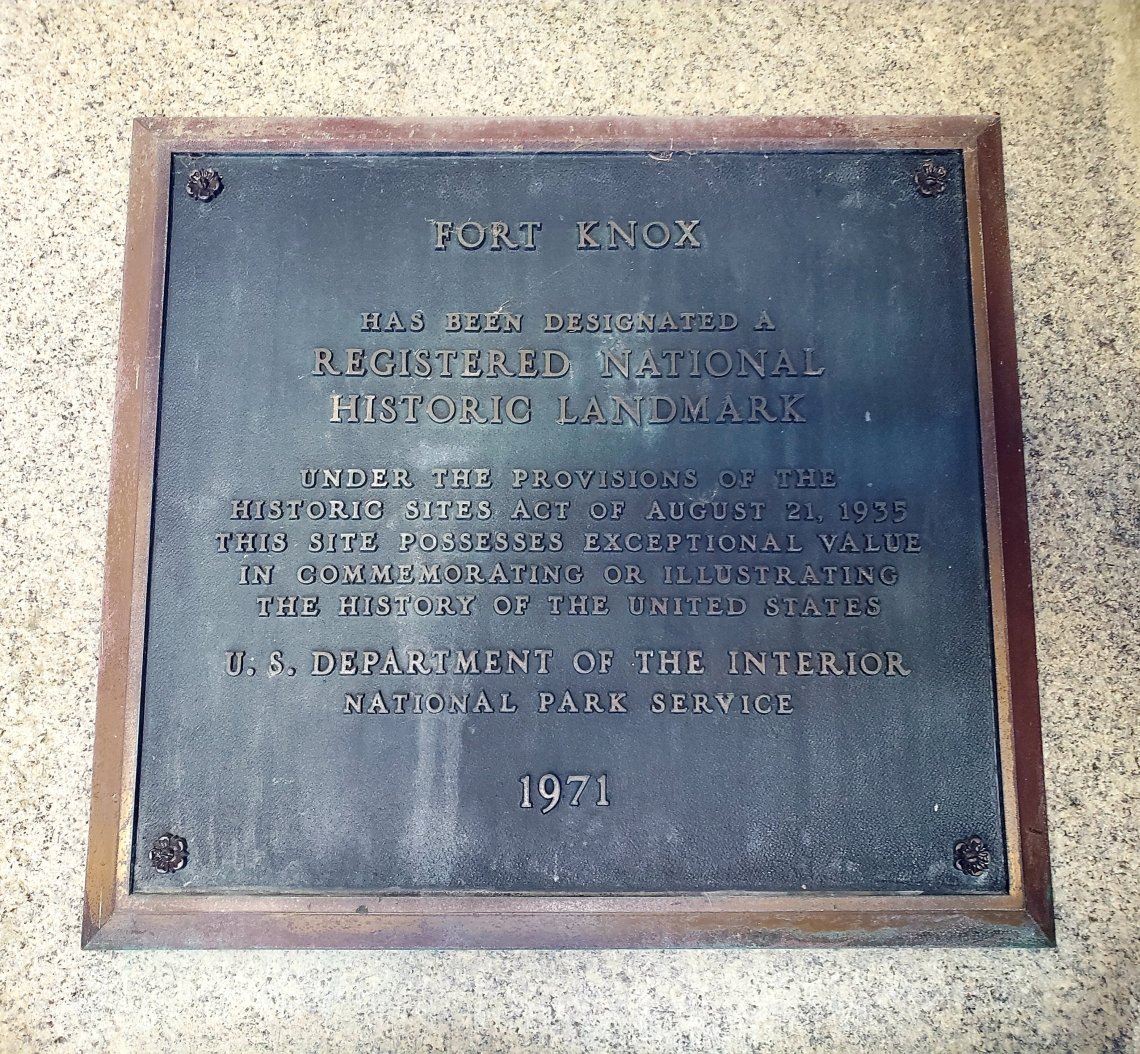 FORT KNOX
HAS BEEN DESIGNATED A
REGISTERED NATIONAL
HISTORIC LANDMARK
UNDER THE PROVISIONS OF THE
HISTORIC SITES ACT OF AUGUST 21, 1935
THIS SITE POSSESSES EXCEPTIONAL VALUE
IN COMMEMORATING OR ILLUSTRATING
THE HISTORY OF THE UNITED STATES
U. S. DEPARTMENT OF THE INTERIOR
NATIONAL PARK SERVICE
1971